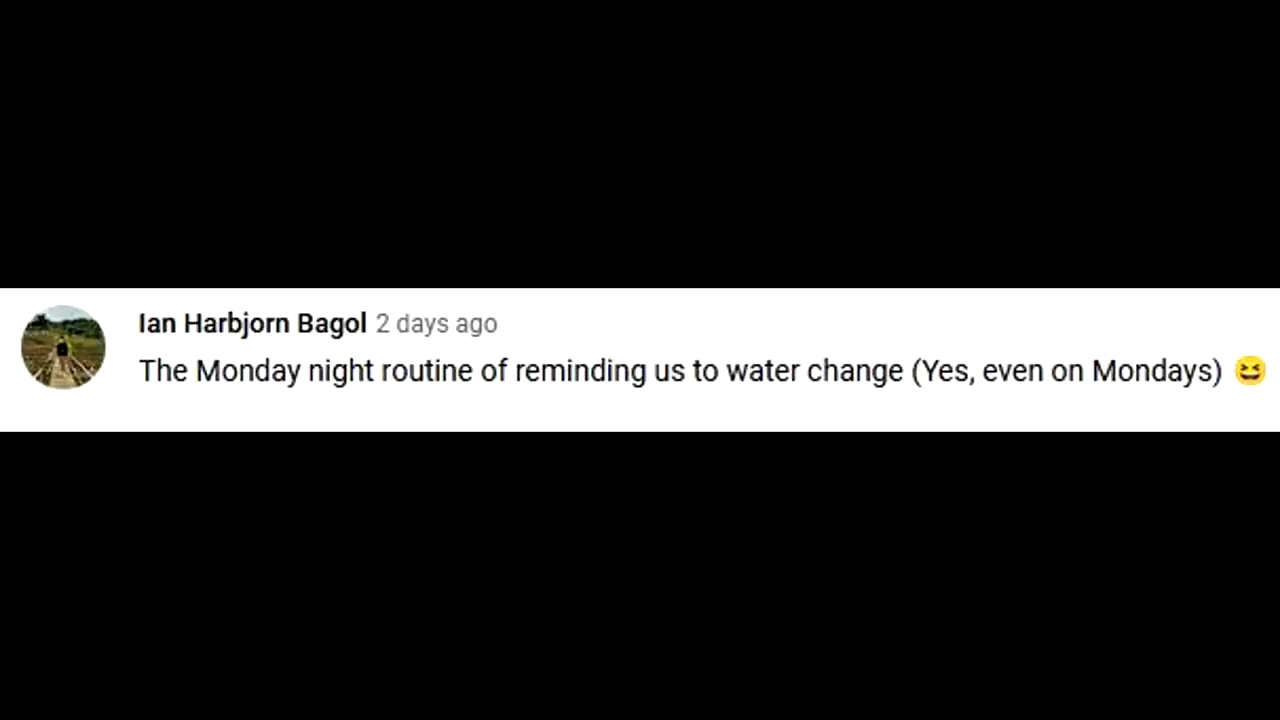 Ian Harbjorn Bagol 2 days ago
The Monday night routine of reminding us to water change (Yes, even on Mondays) 😆